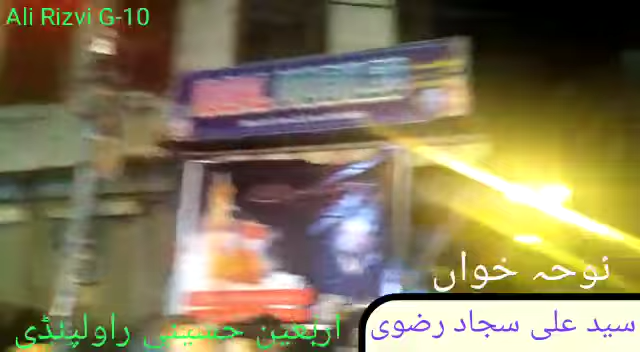 Ali Rizvi G-10
نوحہ خواں
سید علی سجاد رضوی
اربعین حسینی راولپنڈی